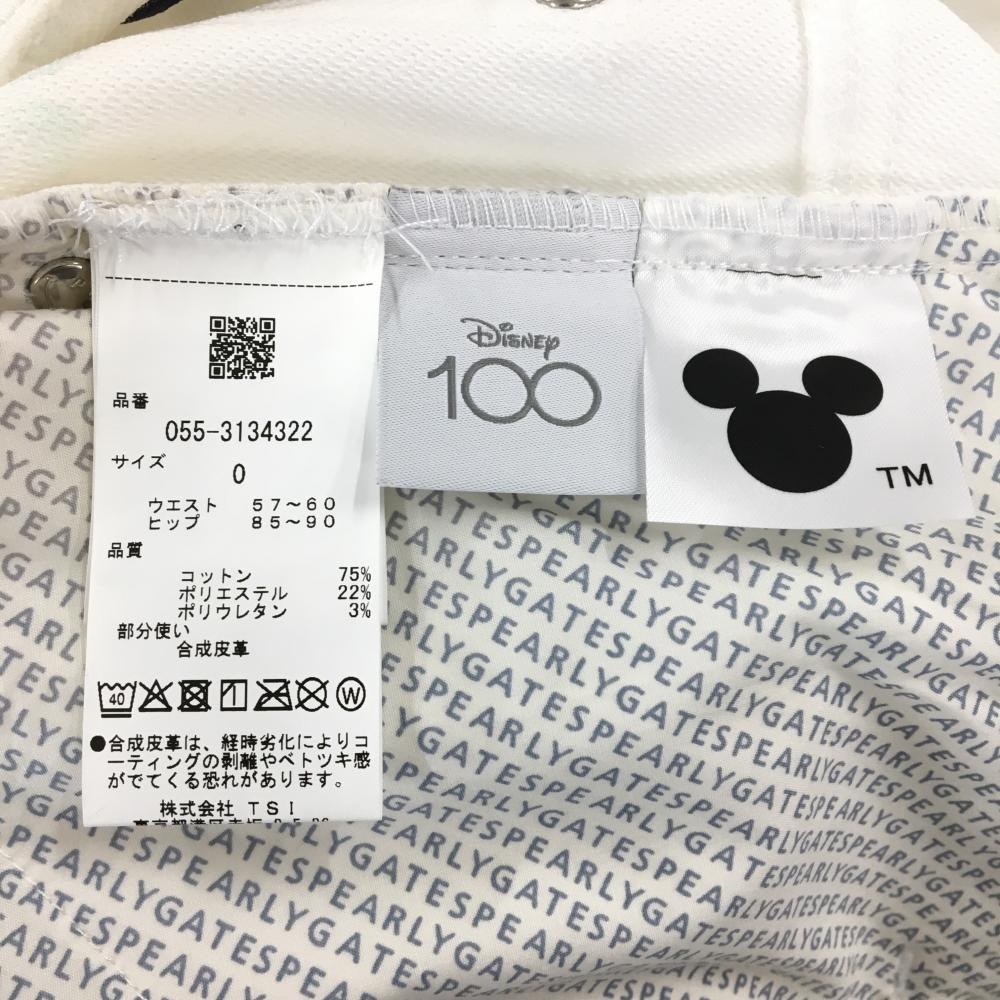 品番
055-3134322
サイズ
0
ウエスト 57～60
ヒップ 85～90
品質
コットン 75%
ポリエステル 22%
ポリウレタン 3%
部分使い
合成皮革
40
W
●合成皮革は、経時劣化によりコ
ーティングの剥離やベトツキ感
がでてくる恐れがあります。
株式会社 TSI
Disney
100
TM
PEARLYGATESPEARLYGATESPEARLYGATES